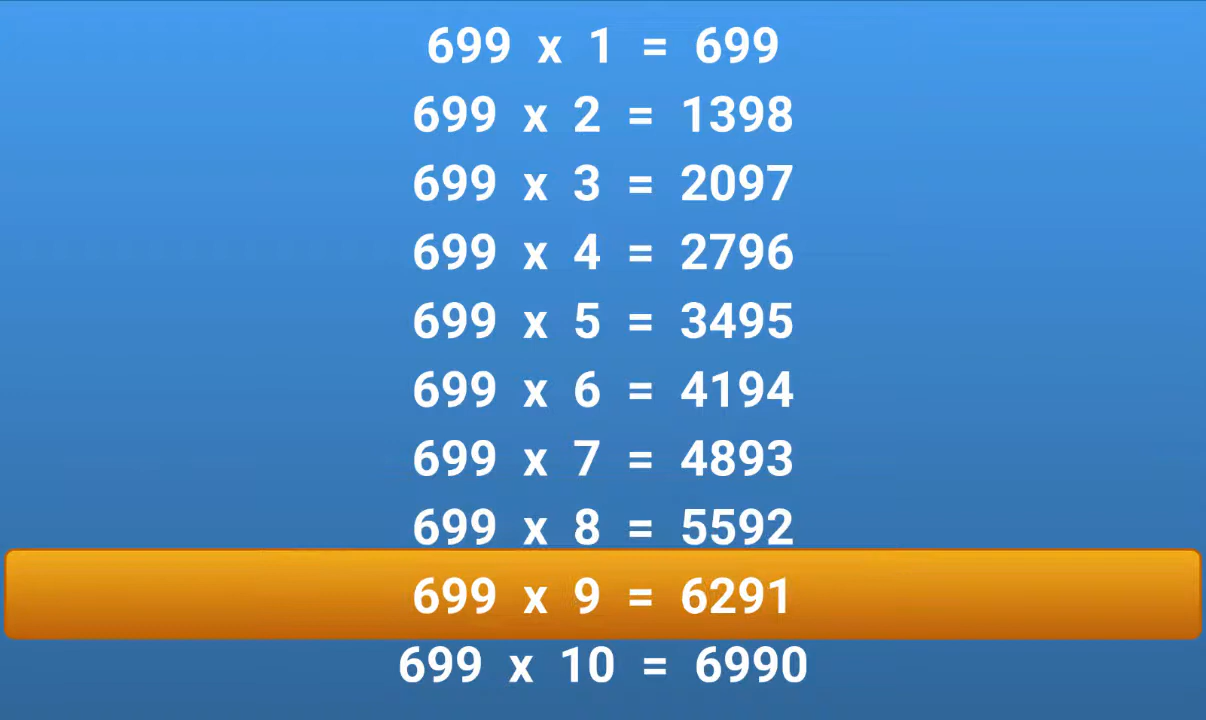 699 x 1 = 699
699 x 2 = 1398
699 x 3 = 2097
699 x 4 = 2796
699 x 5 = 3495
699 x 6 = 4194
699 x 7 = 4893
699 x 8 = 5592
699 x 9 = 6291
699 x 10 = 6990